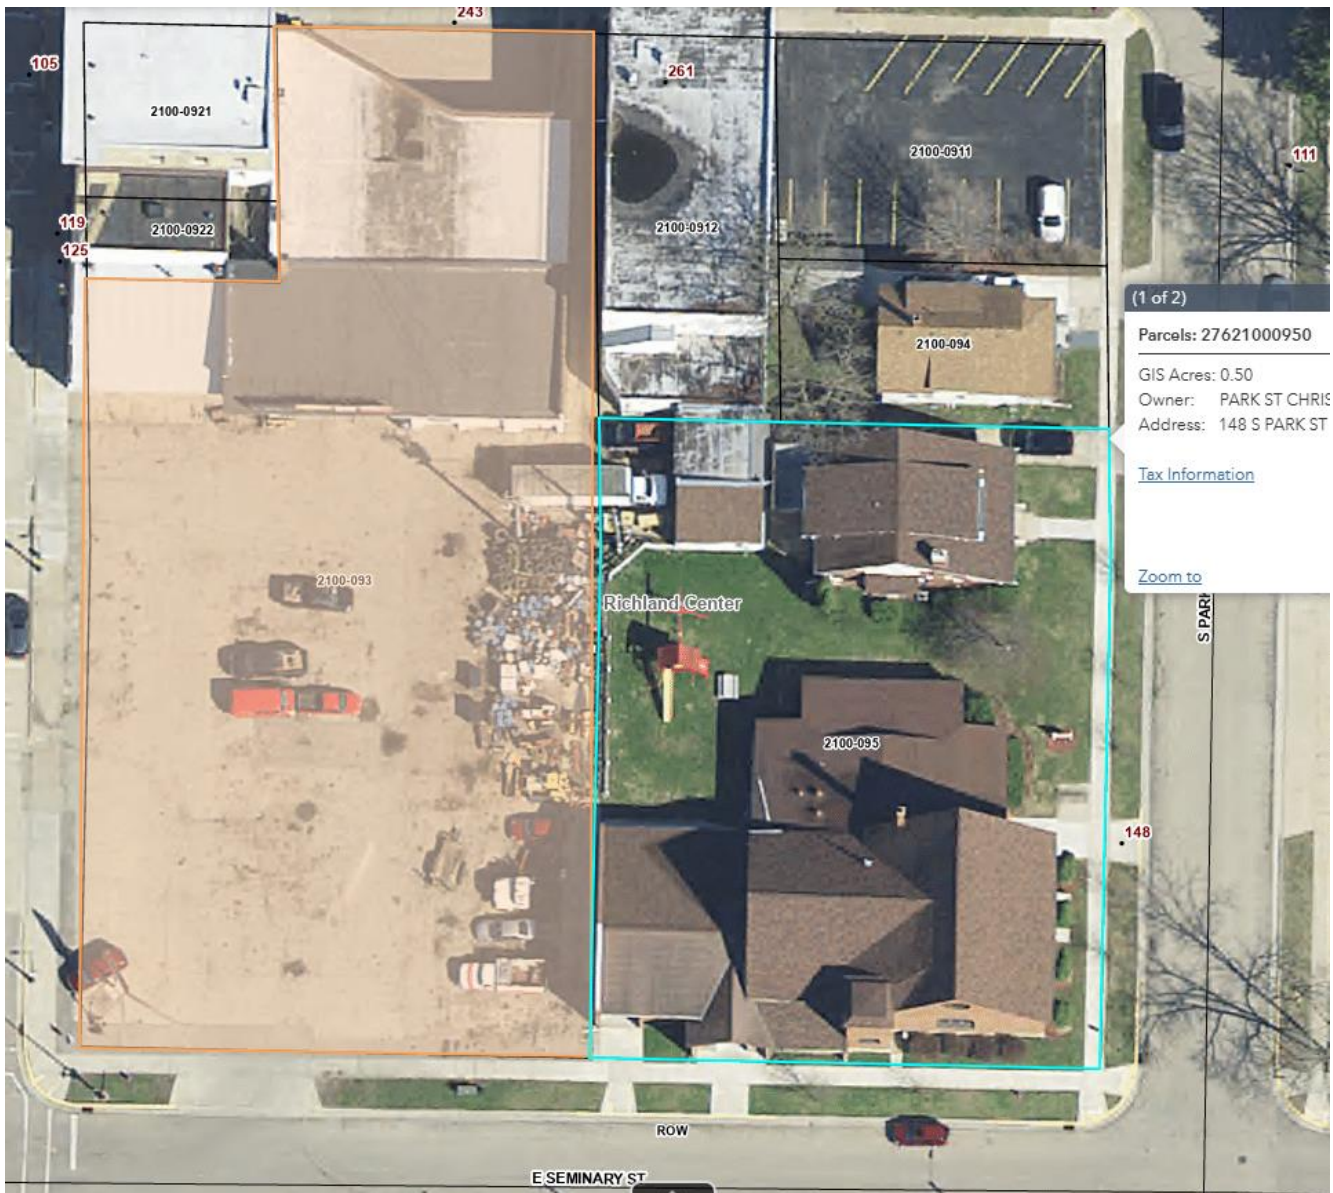 243
105
261
2100-0921
2100-0911
111
119
2100-0922
2100-0912
125
(1 of 2)
Parcels: 27621000950
2100-094
GIS Acres: 0.50
Owner: PARK ST CHRIS
Address: 148 S PARK ST
Tax Information
2100-093
Zoom to
Richland Center
S PARK
2100-095
148
ROW
E SEMINARY ST